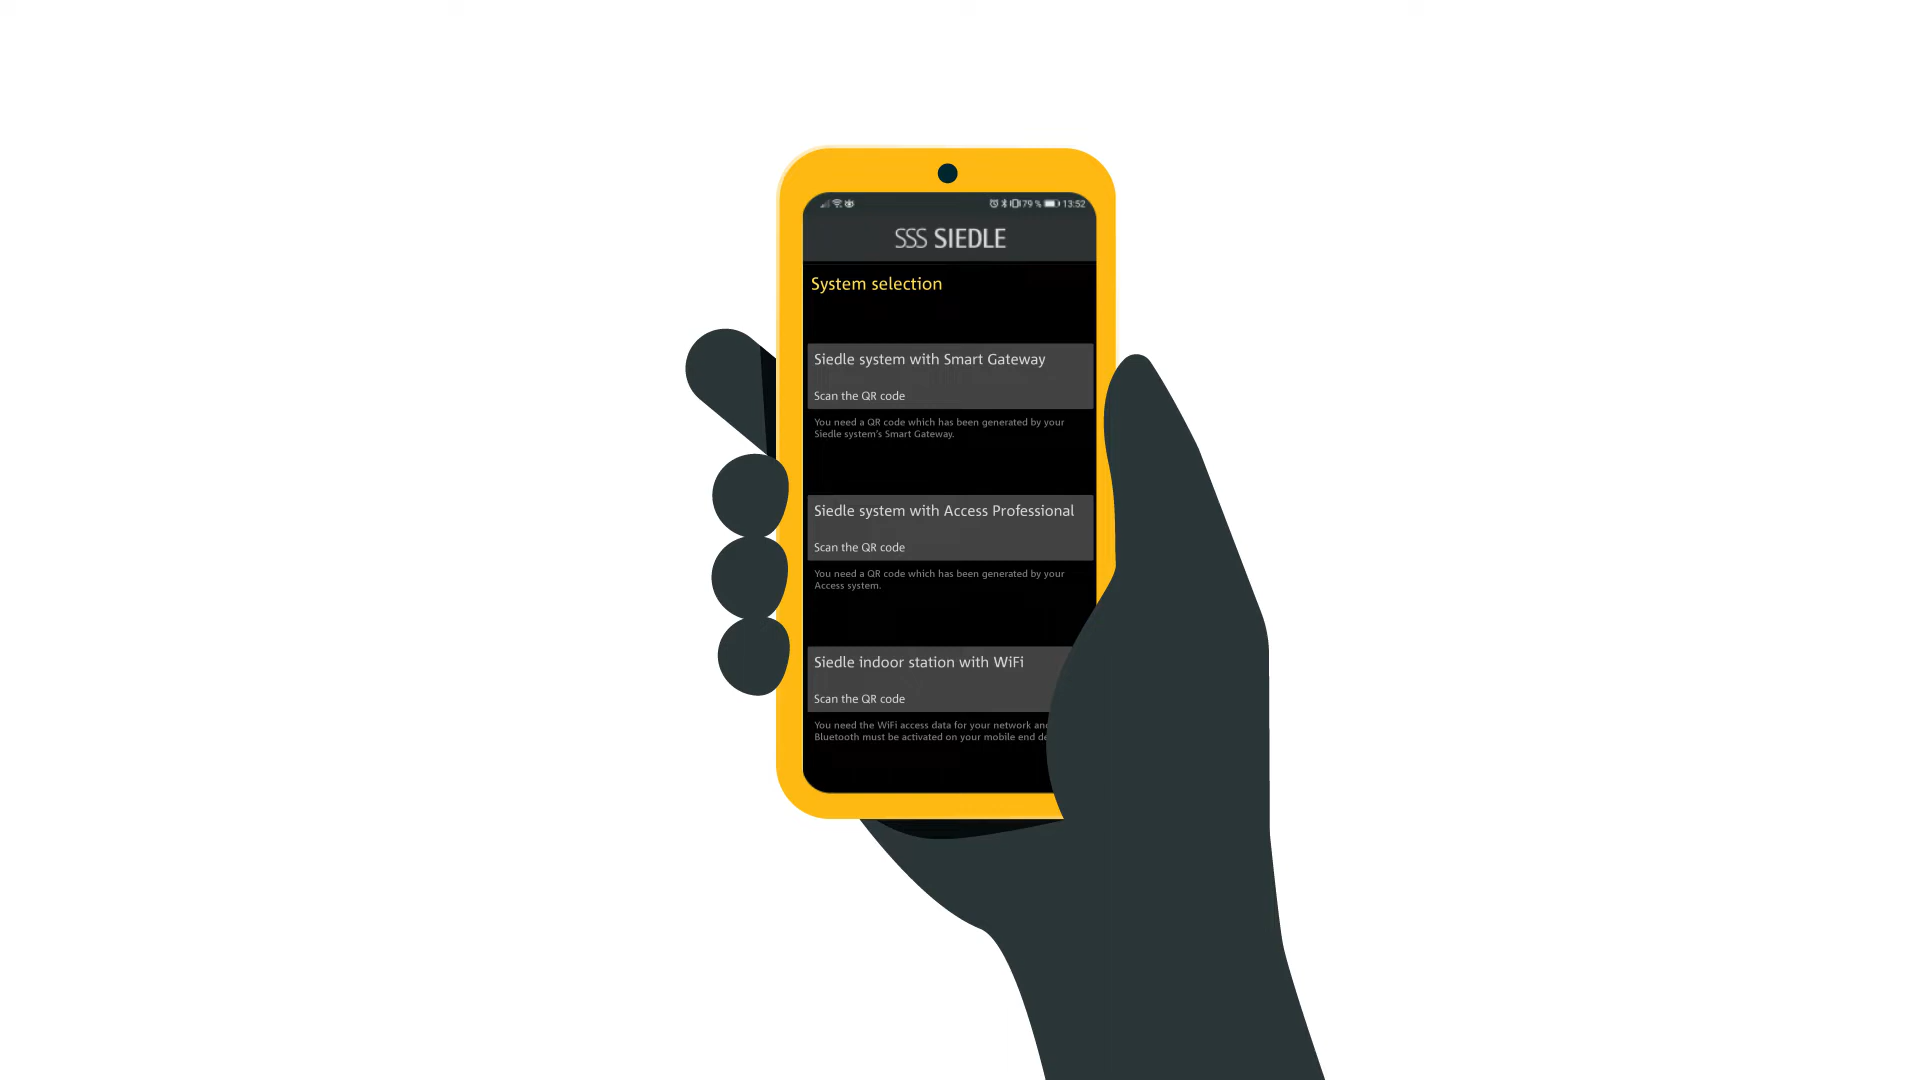 79 % 13:52
SSS SIEDLE
System selection
Siedle system with Smart Gateway
Scan the QR code
You need a QR code which has been generated by your
Siedle system's Smart Gateway.
Siedle system with Access Professional
Scan the QR code
You need a QR code which has been generated by your
Access system.
Siedle indoor station with WiFi
Scan the QR code
You need the WiFi access data for your network and
Bluetooth must be activated on your mobile end